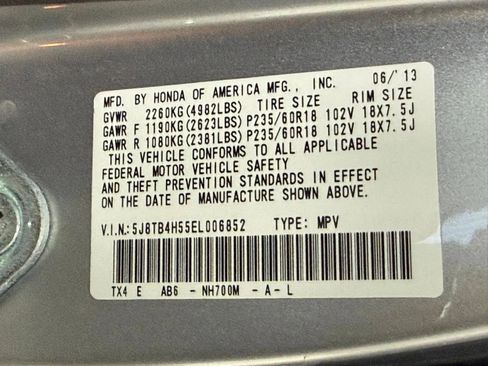 MFD. BY HONDA OF AMERICA MFG., INC. 06/'13
GVWR 2260KG(4982LBS) TIRE SIZE RIM SIZE
GAWR F 1190KG(2623LBS) P235/60R18 102V 18X7.5J
GAWR R 1080KG(2381LBS) P235/60R18 102V 18X7.5J
THIS VEHICLE CONFORMS TO ALL APPLICABLE
FEDERAL MOTOR VEHICLE SAFETY
AND THEFT PREVENTION STANDARDS IN EFFECT
ON THE DATE OF MANUFACTURE SHOWN ABOVE.
V.I.N.:5J8TB4H55EL006852 TYPE: MPV
TX4 E AB6 - NH700M - A - L